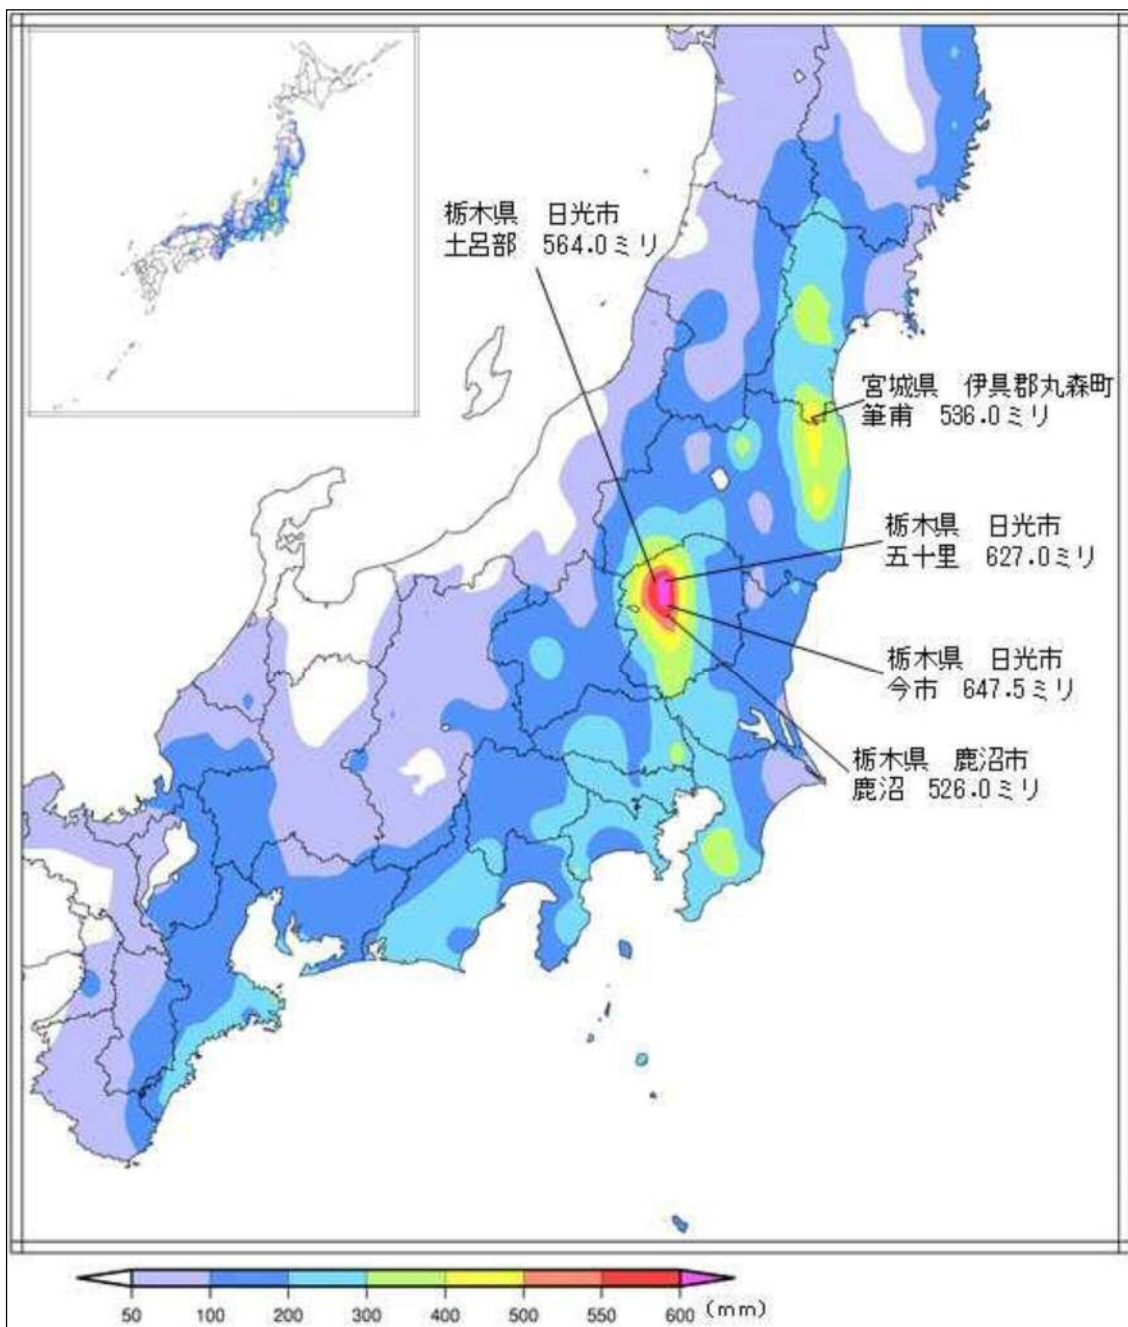 栃木県 日光市
土呂部 564.0ミリ
宮城県 伊具郡丸森町
筆甫 536.0ミリ
栃木県 日光市
五十里 627.0ミリ
栃木県 日光市
今市 647.5ミリ
栃木県 鹿沼市
鹿沼 526.0ミリ
50 100 200 300 400 500 550 600 (mm)